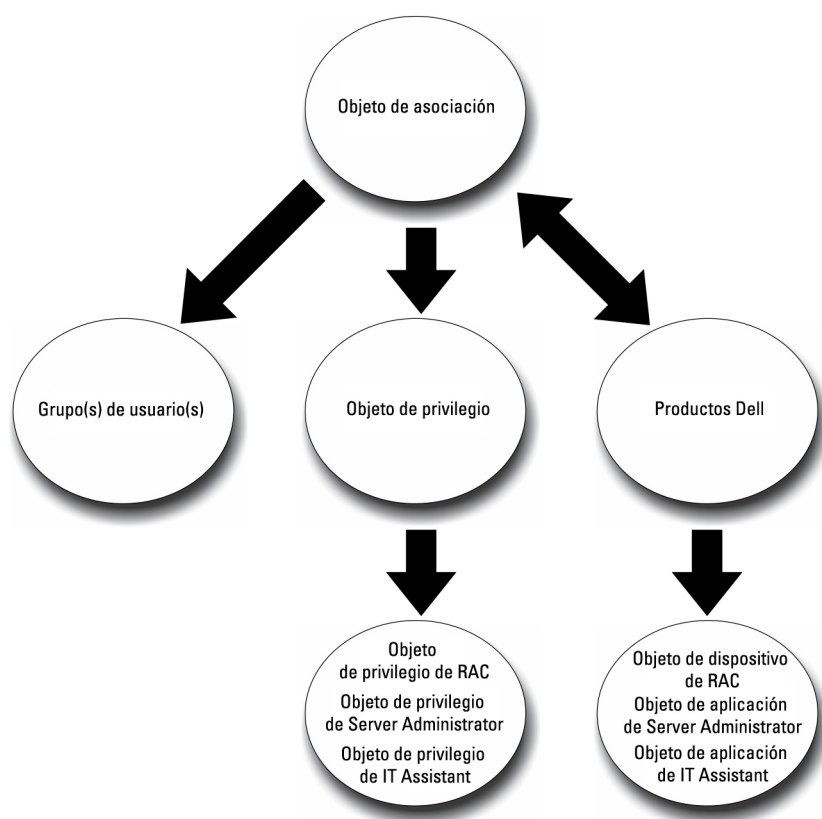 Objeto de asociación
Grupo(s) de usuario(s)
Objeto de privilegio
Productos Dell
Objeto
de privilegio de RAC
Objeto de privilegio
de Server Administrator
Objeto de privilegio
de IT Assistant
Objeto de dispositivo
de RAC
Objeto de aplicación
de Server Administrator
Objeto de aplicación
de IT Assistant